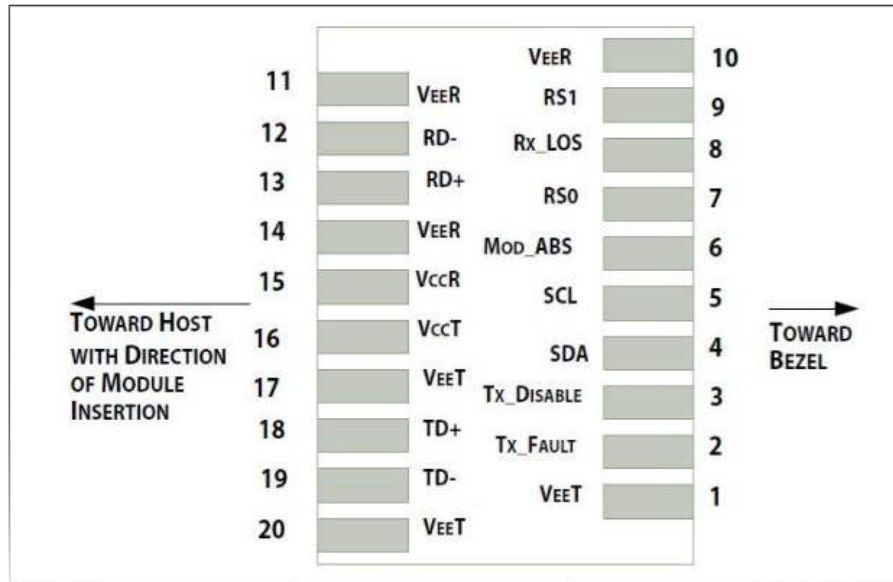 VEER 10
11 VEER
RS1 9
12 RD-
RX_LOS 8
13 RD+
RS0 7
14 VEER
MOD_ABS 6
15 VCCR
SCL 5
16 VCCT
SDA 4
17 VEET
TX_DISABLE 3
18 TD+
TX_FAULT 2
19 TD-
VEET 1
20 VEET
TOWARD HOST
WITH DIRECTION
OF MODULE
INSERTION
TOWARD
BEZEL